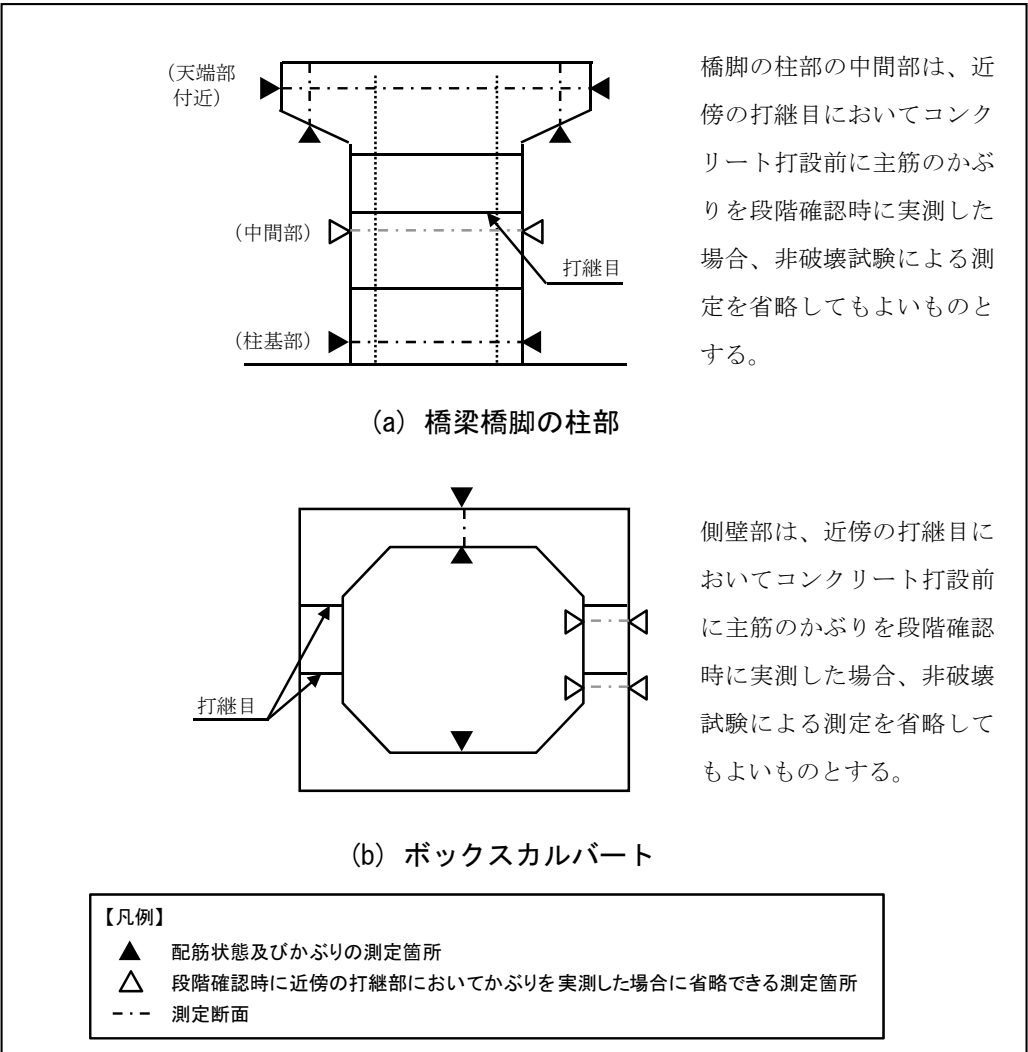 (天端部
付近)
(中間部)
打継目
(柱基部)
橋脚の柱部の中間部は、近
傍の打継目においてコンク
リート打設前に主筋のかぶ
りを段階確認時に実測した
場合、非破壊試験による測
定を省略してもよいものと
する。
(a) 橋梁橋脚の柱部
打継目
側壁部は、近傍の打継目に
おいてコンクリート打設前
に主筋のかぶりを段階確認
時に実測した場合、非破壊
試験による測定を省略して
もよいものとする。
(b) ボックスカルバート
【凡例】
▲ 配筋状態及びかぶりの測定箇所
△ 段階確認時に近傍の打継部においてかぶりを実測した場合に省略できる測定箇所
測定断面